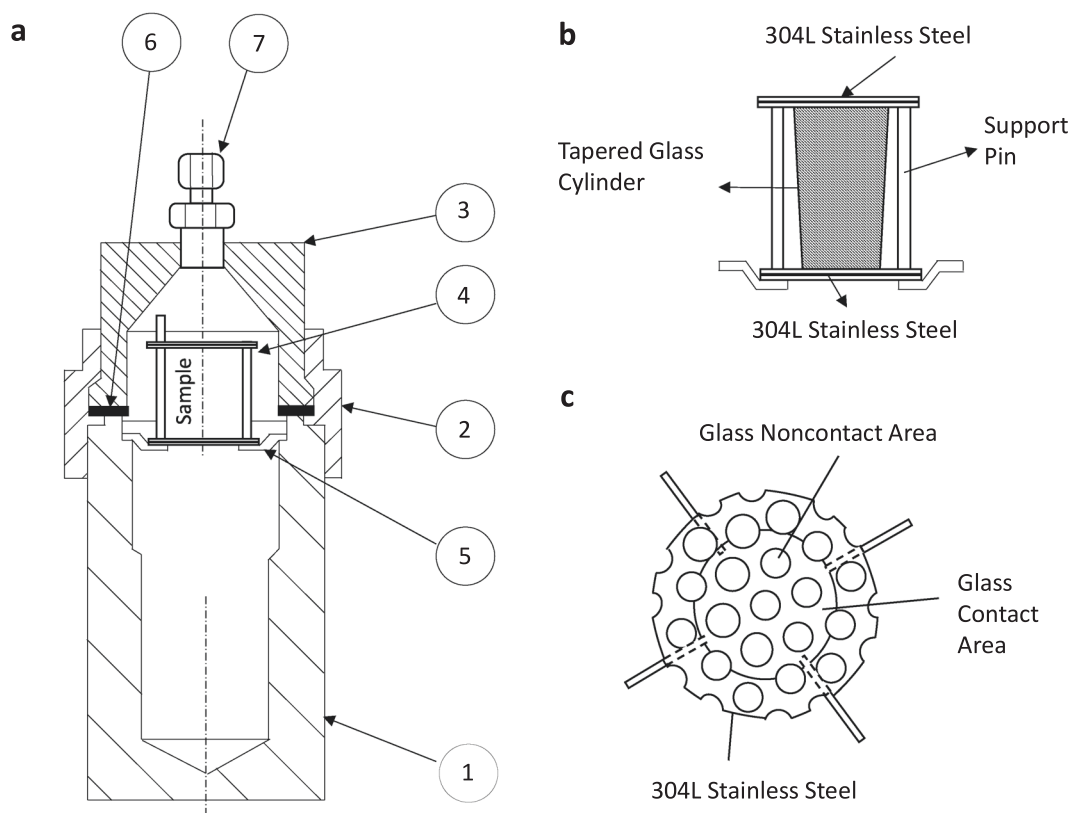 a
6
7
3
4
Sample
2
5
1
b
304L Stainless Steel
Tapered Glass
Cylinder
Support
Pin
304L Stainless Steel
c
Glass Noncontact Area
Glass
Contact
Area
304L Stainless Steel